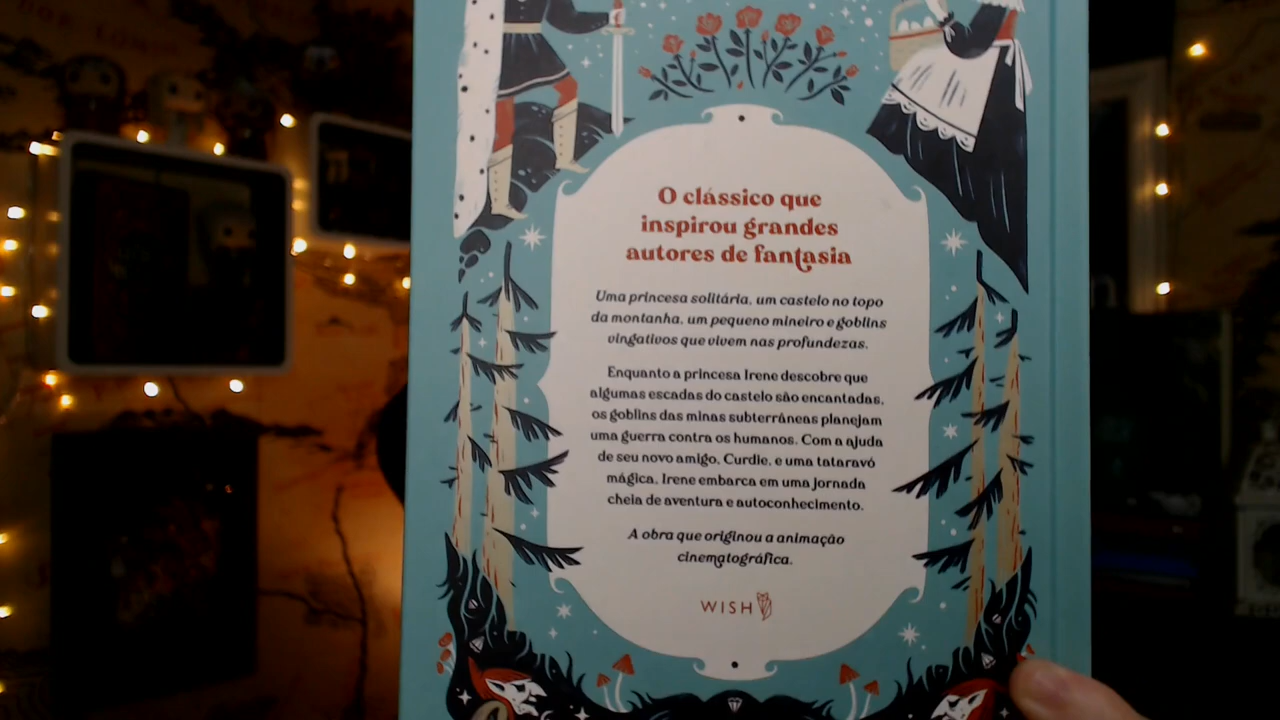 O clássico que
inspirou grandes
autores de fantasia
Uma princesa solitária, um castelo no topo
da montanha, um pequeno mineiro e goblins
vingativos que vivem nas profundezas.
Enquanto a princesa Irene descobre que
algumas escadas do castelo são encantadas,
os goblins das minas subterrâneas planejam
uma guerra contra os humanos. Com a ajuda
de seu novo amigo, Curdie, e uma tataravó
mágica, Irene embarca em uma jornada
cheia de aventura e autoconhecimento.
A obra que originou a animação
cinematográfica.
WISH